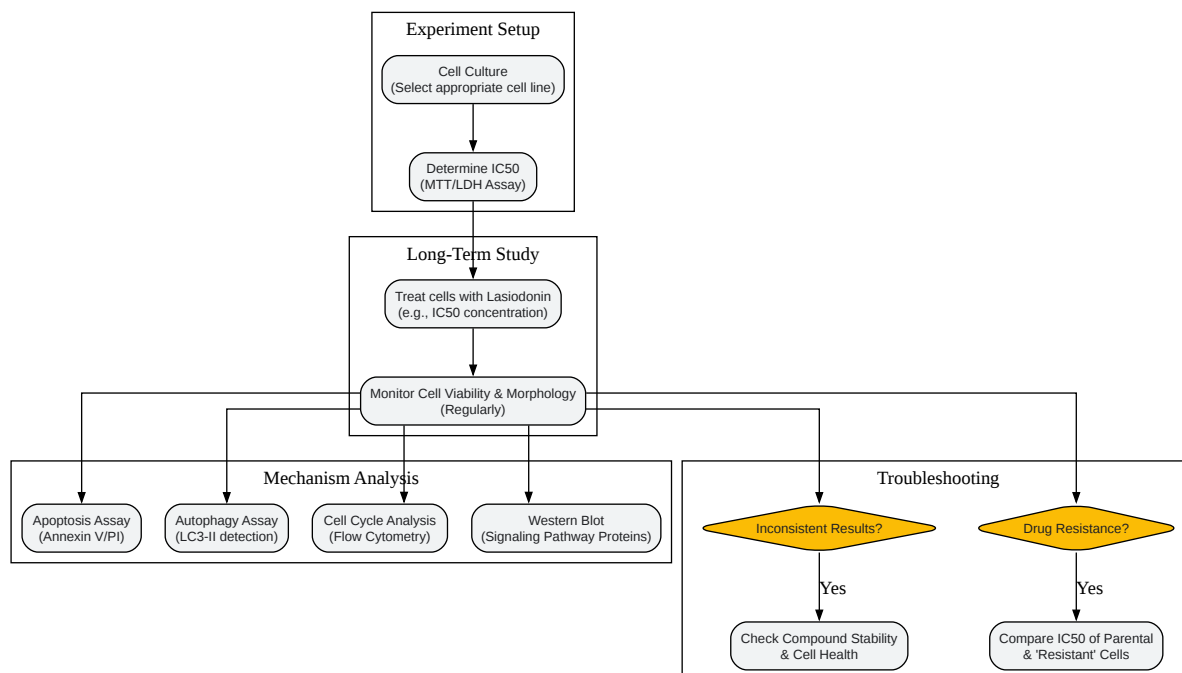 Experiment Setup
Cell Culture
(Select appropriate cell line)
Determine IC50
(MTT/LDH Assay)
Long-Term Study
Treat cells with Lasiodonin
(e.g., IC50 concentration)
Monitor Cell Viability & Morphology
(Regularly)
Mechanism Analysis
Apoptosis Assay
(Annexin V/PI)
Autophagy Assay
(LC3-II detection)
Cell Cycle Analysis
(Flow Cytometry)
Western Blot
(Signaling Pathway Proteins)
Troubleshooting
Inconsistent Results?
Yes
Check Compound Stability
& Cell Health
Drug Resistance?
Yes
Compare IC50 of Parental
& 'Resistant' Cells